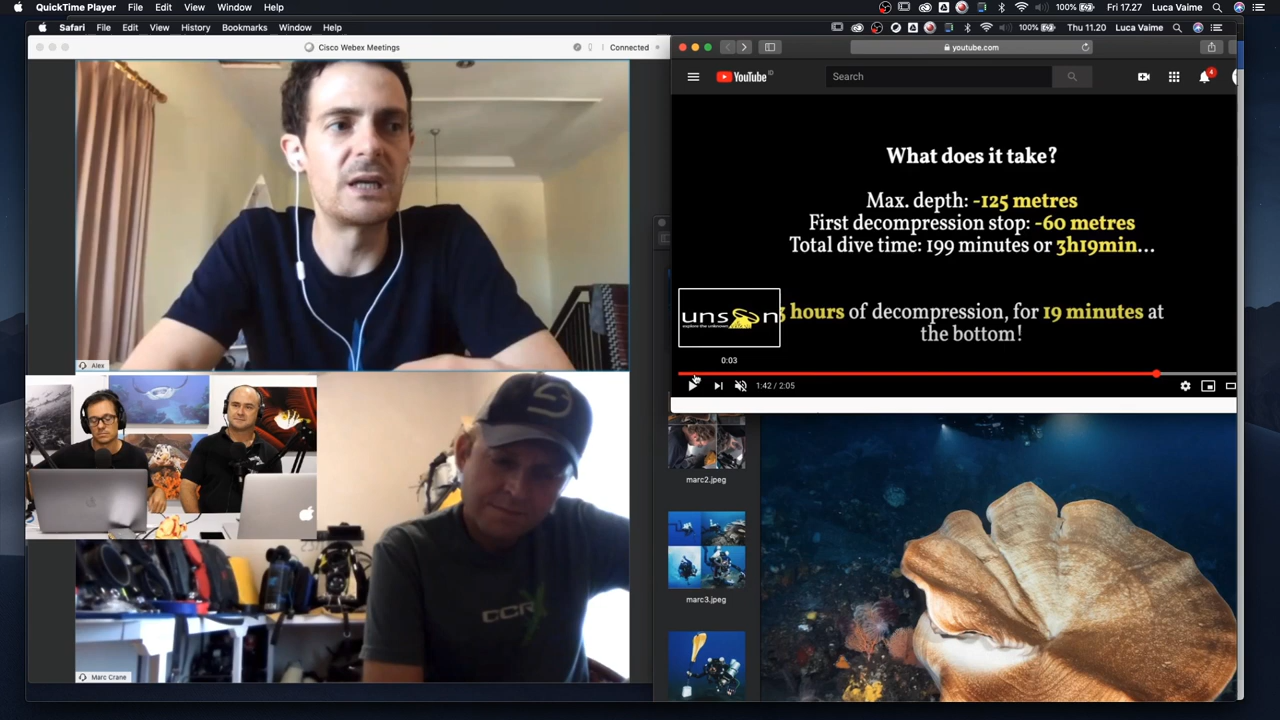 QuickTime Player File Edit View Window Help
100% Fri 17.27 Luca Vaime
Safari File Edit View History Bookmarks Window Help
100% Thu 11.20 Luca Vaime
Cisco Webex Meetings
Connected
youtube.com
YouTube ID
Search
4
What does it take?
Max. depth: -125 metres
First decompression stop: -60 metres
Total dive time: 199 minutes or 3h19min...
hours of decompression, for 19 minutes at
the bottom!
0:03
1:42 / 2:05
Alex
Marc Crane
CCR
marc2.jpeg
marc3.jpeg